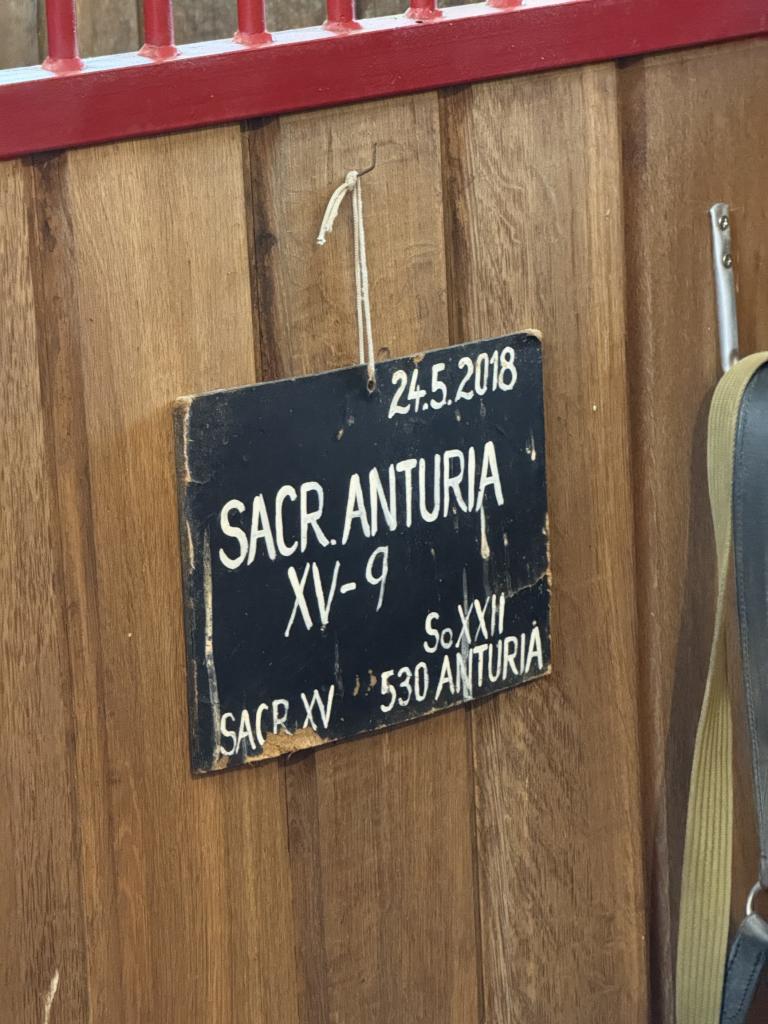 24.5.2018
SACR. ANTURIA
XV-9
So XXII
SACR XV 530 ANTURIA